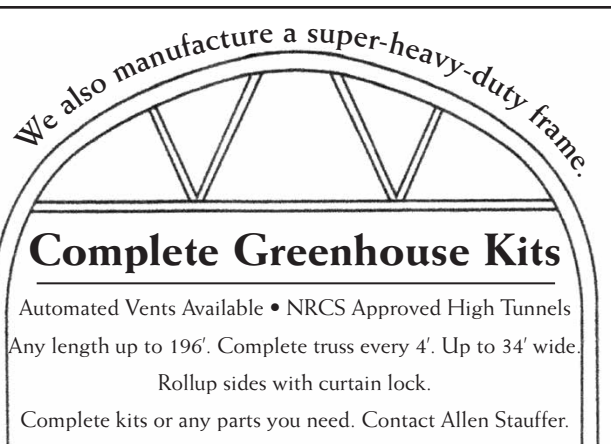 We also manufacture a super-heavy-duty frame.
Complete Greenhouse Kits
Automated Vents Available • NRCS Approved High Tunnels
Any length up to 196′. Complete truss every 4′. Up to 34′ wide.
Rollup sides with curtain lock.
Complete kits or any parts you need. Contact Allen Stauffer.